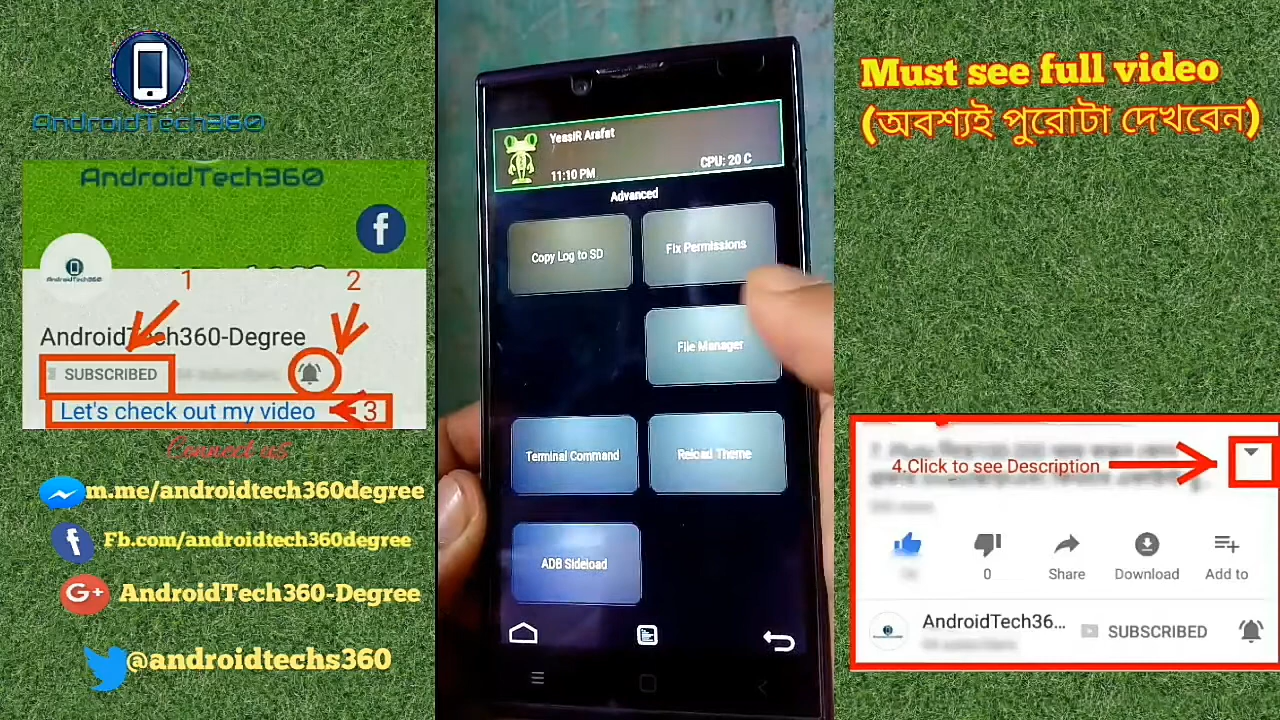 AndroidTech360
AndroidTech360
1
2
AndroidTech360-Degree
SUBSCRIBED
Let's check out my video
3
Connect us
m.me/androidtech360degree
Fb.com/androidtech360degree
G+
AndroidTech360-Degree
@androidtechs360
YeasIR Arafat
11:10 PM
CPU: 20 C
Advanced
Copy Log to SD
Fix Permissions
File Manager
Terminal Command
Reload Theme
ADB Sideload
Must see full video
(অবশ্যই পুরোটা দেখবেন)
4.Click to see Description
0
Share
Download
Add to
AndroidTech36...
SUBSCRIBED